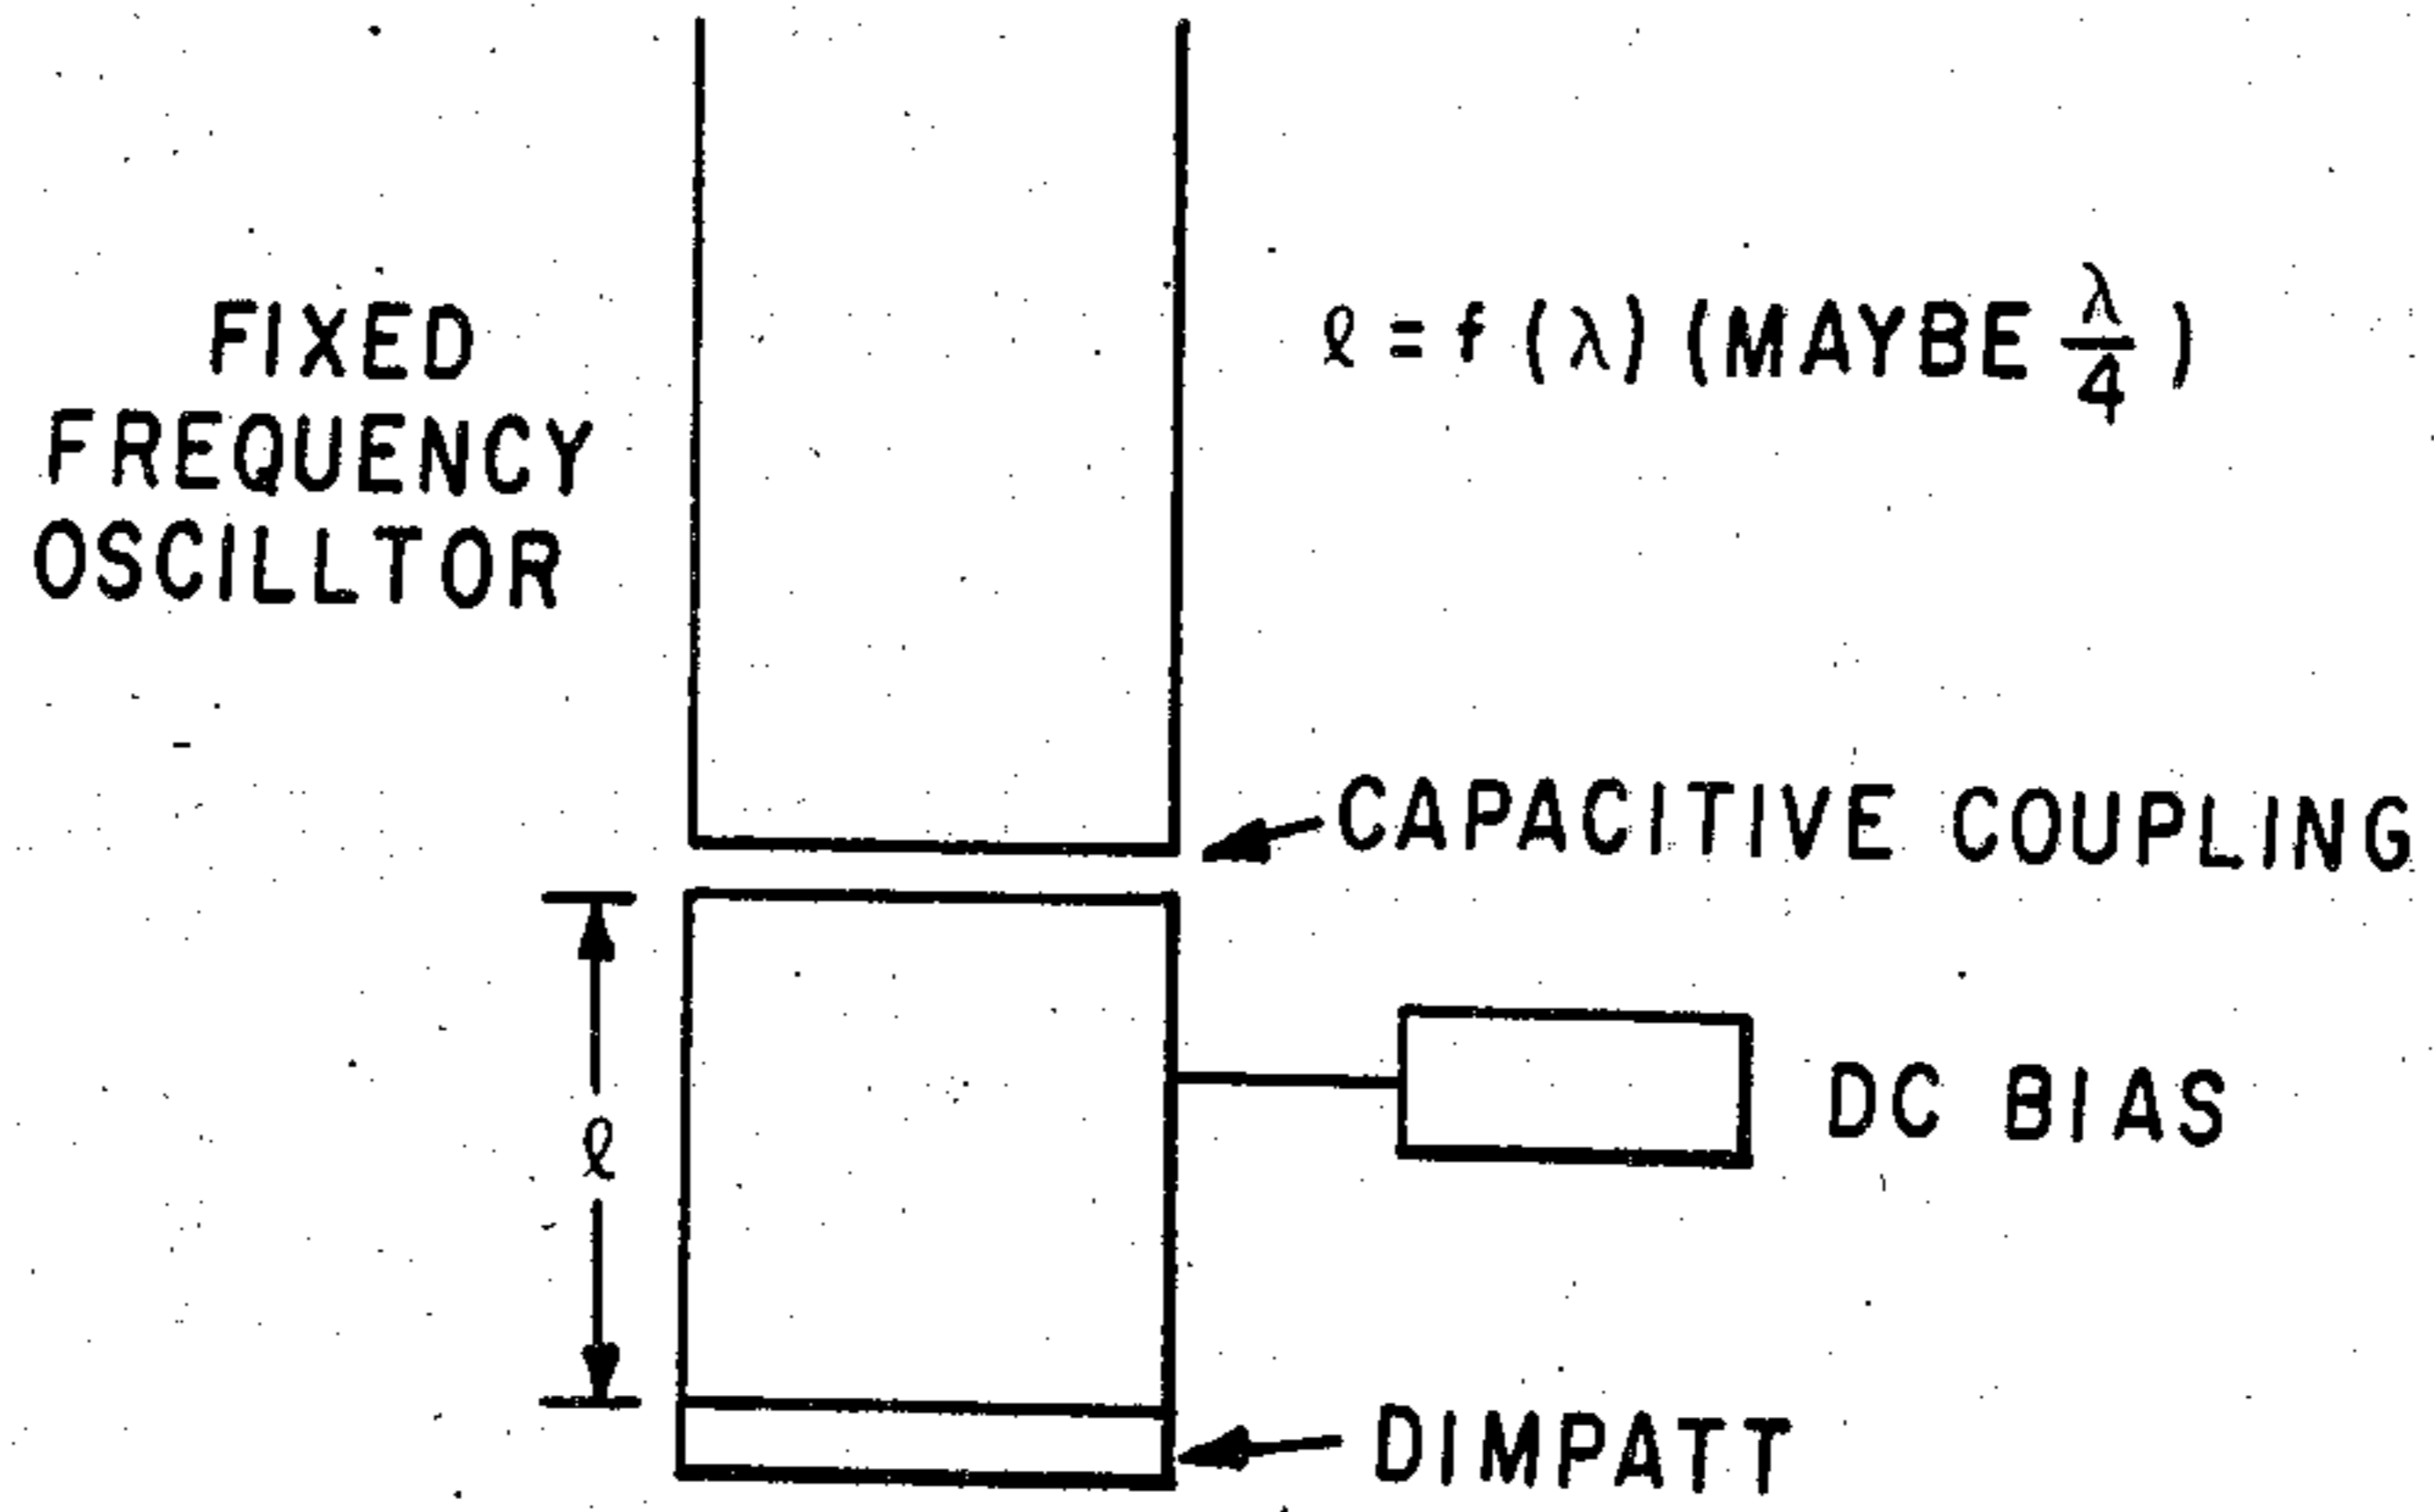 FIXED
FREQUENCY
OSCILLTOR
ℓ = f (λ) (MAYBE λ/4)
CAPACITIVE COUPLING
ℓ
DC BIAS
DIMPATT